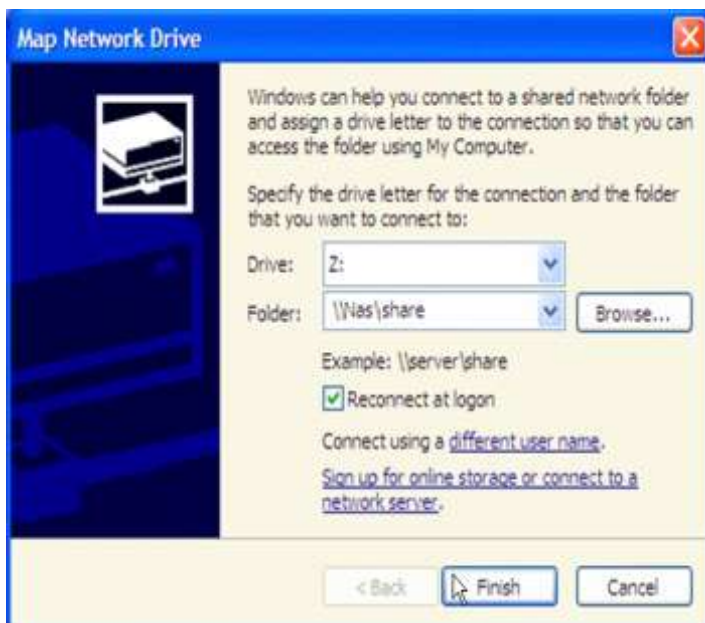 Map Network Drive
Windows can help you connect to a shared network folder
and assign a drive letter to the connection so that you can
access the folder using My Computer.
Specify the drive letter for the connection and the folder
that you want to connect to:
Drive: Z:
Folder: \\Nas\share Browse...
Example: \\server\share
Reconnect at logon
Connect using a different user name.
Sign up for online storage or connect to a
network server.
< Back Finish Cancel